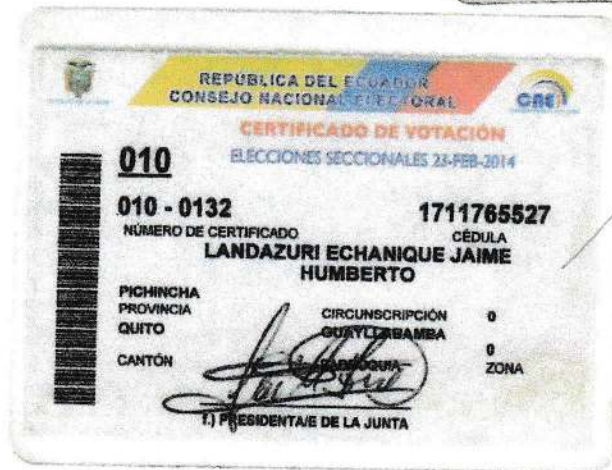 REPÚBLICA DEL ECUADOR
CONSEJO NACIONAL ELECTORAL
CNE
CERTIFICADO DE VOTACIÓN
ELECCIONES SECCIONALES 23-FEB-2014
010
010 - 0132 1711765527
NÚMERO DE CERTIFICADO CÉDULA
LANDAZURI ECHANIQUE JAIME
HUMBERTO
PICHINCHA
PROVINCIA CIRCUNSCRIPCIÓN 0
QUITO GUAYLLABAMBA
0
CANTÓN PARROQUIA ZONA
f.) PRESIDENTA/E DE LA JUNTA